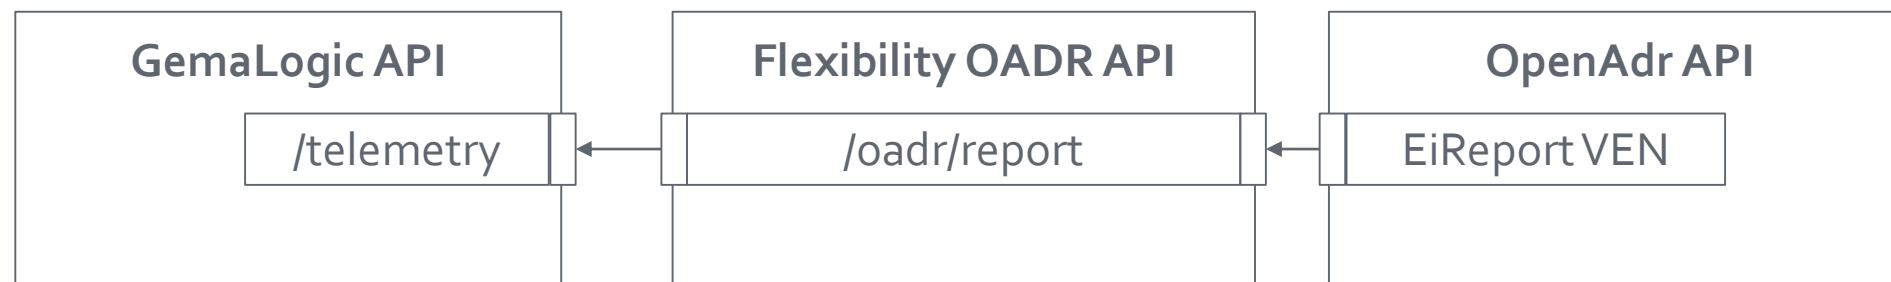 GemaLogic API
Flexibility OADR API
OpenAdr API
/telemetry
/oadr/report
EiReport VEN